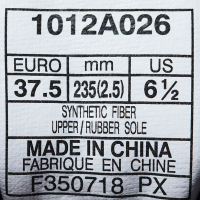 1012A026
EURO mm US
37.5 235(2.5) 6½
SYNTHETIC FIBER
UPPER/RUBBER SOLE
MADE IN CHINA
FABRIQUE EN CHINE
F350718 PX